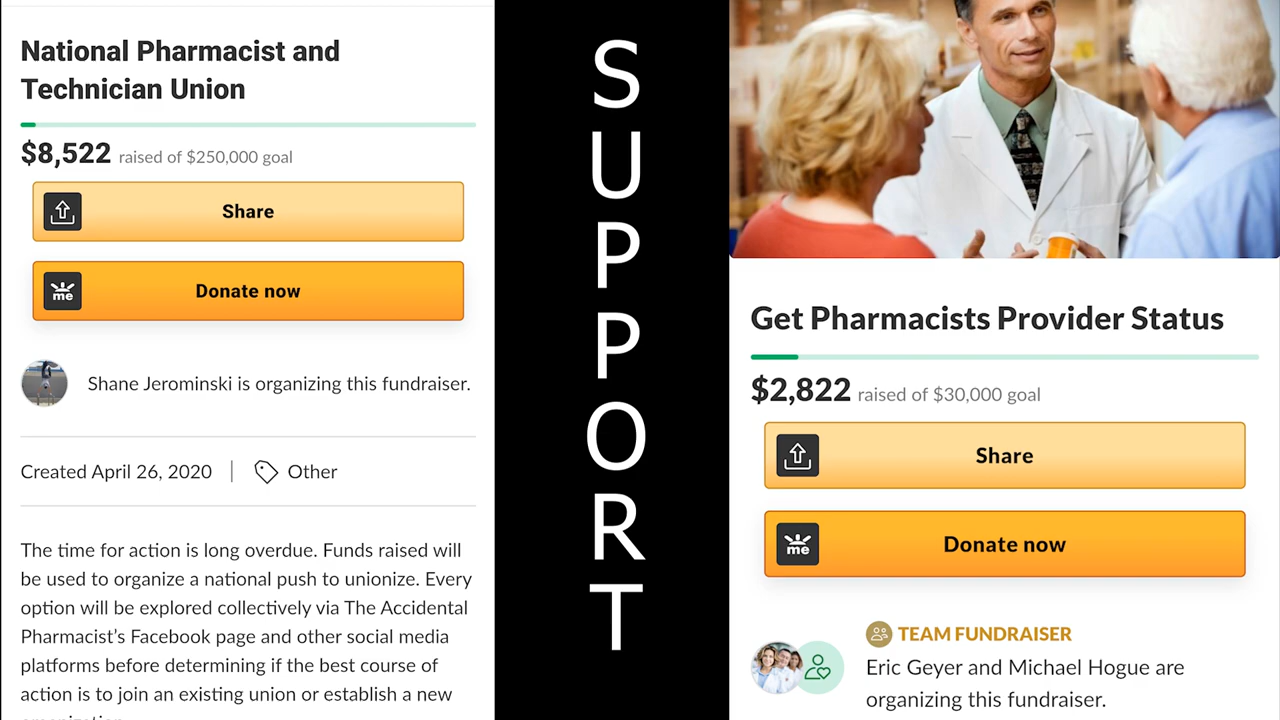 National Pharmacist and
Technician Union
$8,522 raised of $250,000 goal
Share
me
Donate now
Shane Jerominski is organizing this fundraiser.
Created April 26, 2020
Other
The time for action is long overdue. Funds raised will
be used to organize a national push to unionize. Every
option will be explored collectively via The Accidental
Pharmacist's Facebook page and other social media
platforms before determining if the best course of
action is to join an existing union or establish a new
S
U
P
P
O
R
T
Get Pharmacists Provider Status
$2,822 raised of $30,000 goal
Share
me
Donate now
TEAM FUNDRAISER
Eric Geyer and Michael Hogue are
organizing this fundraiser.